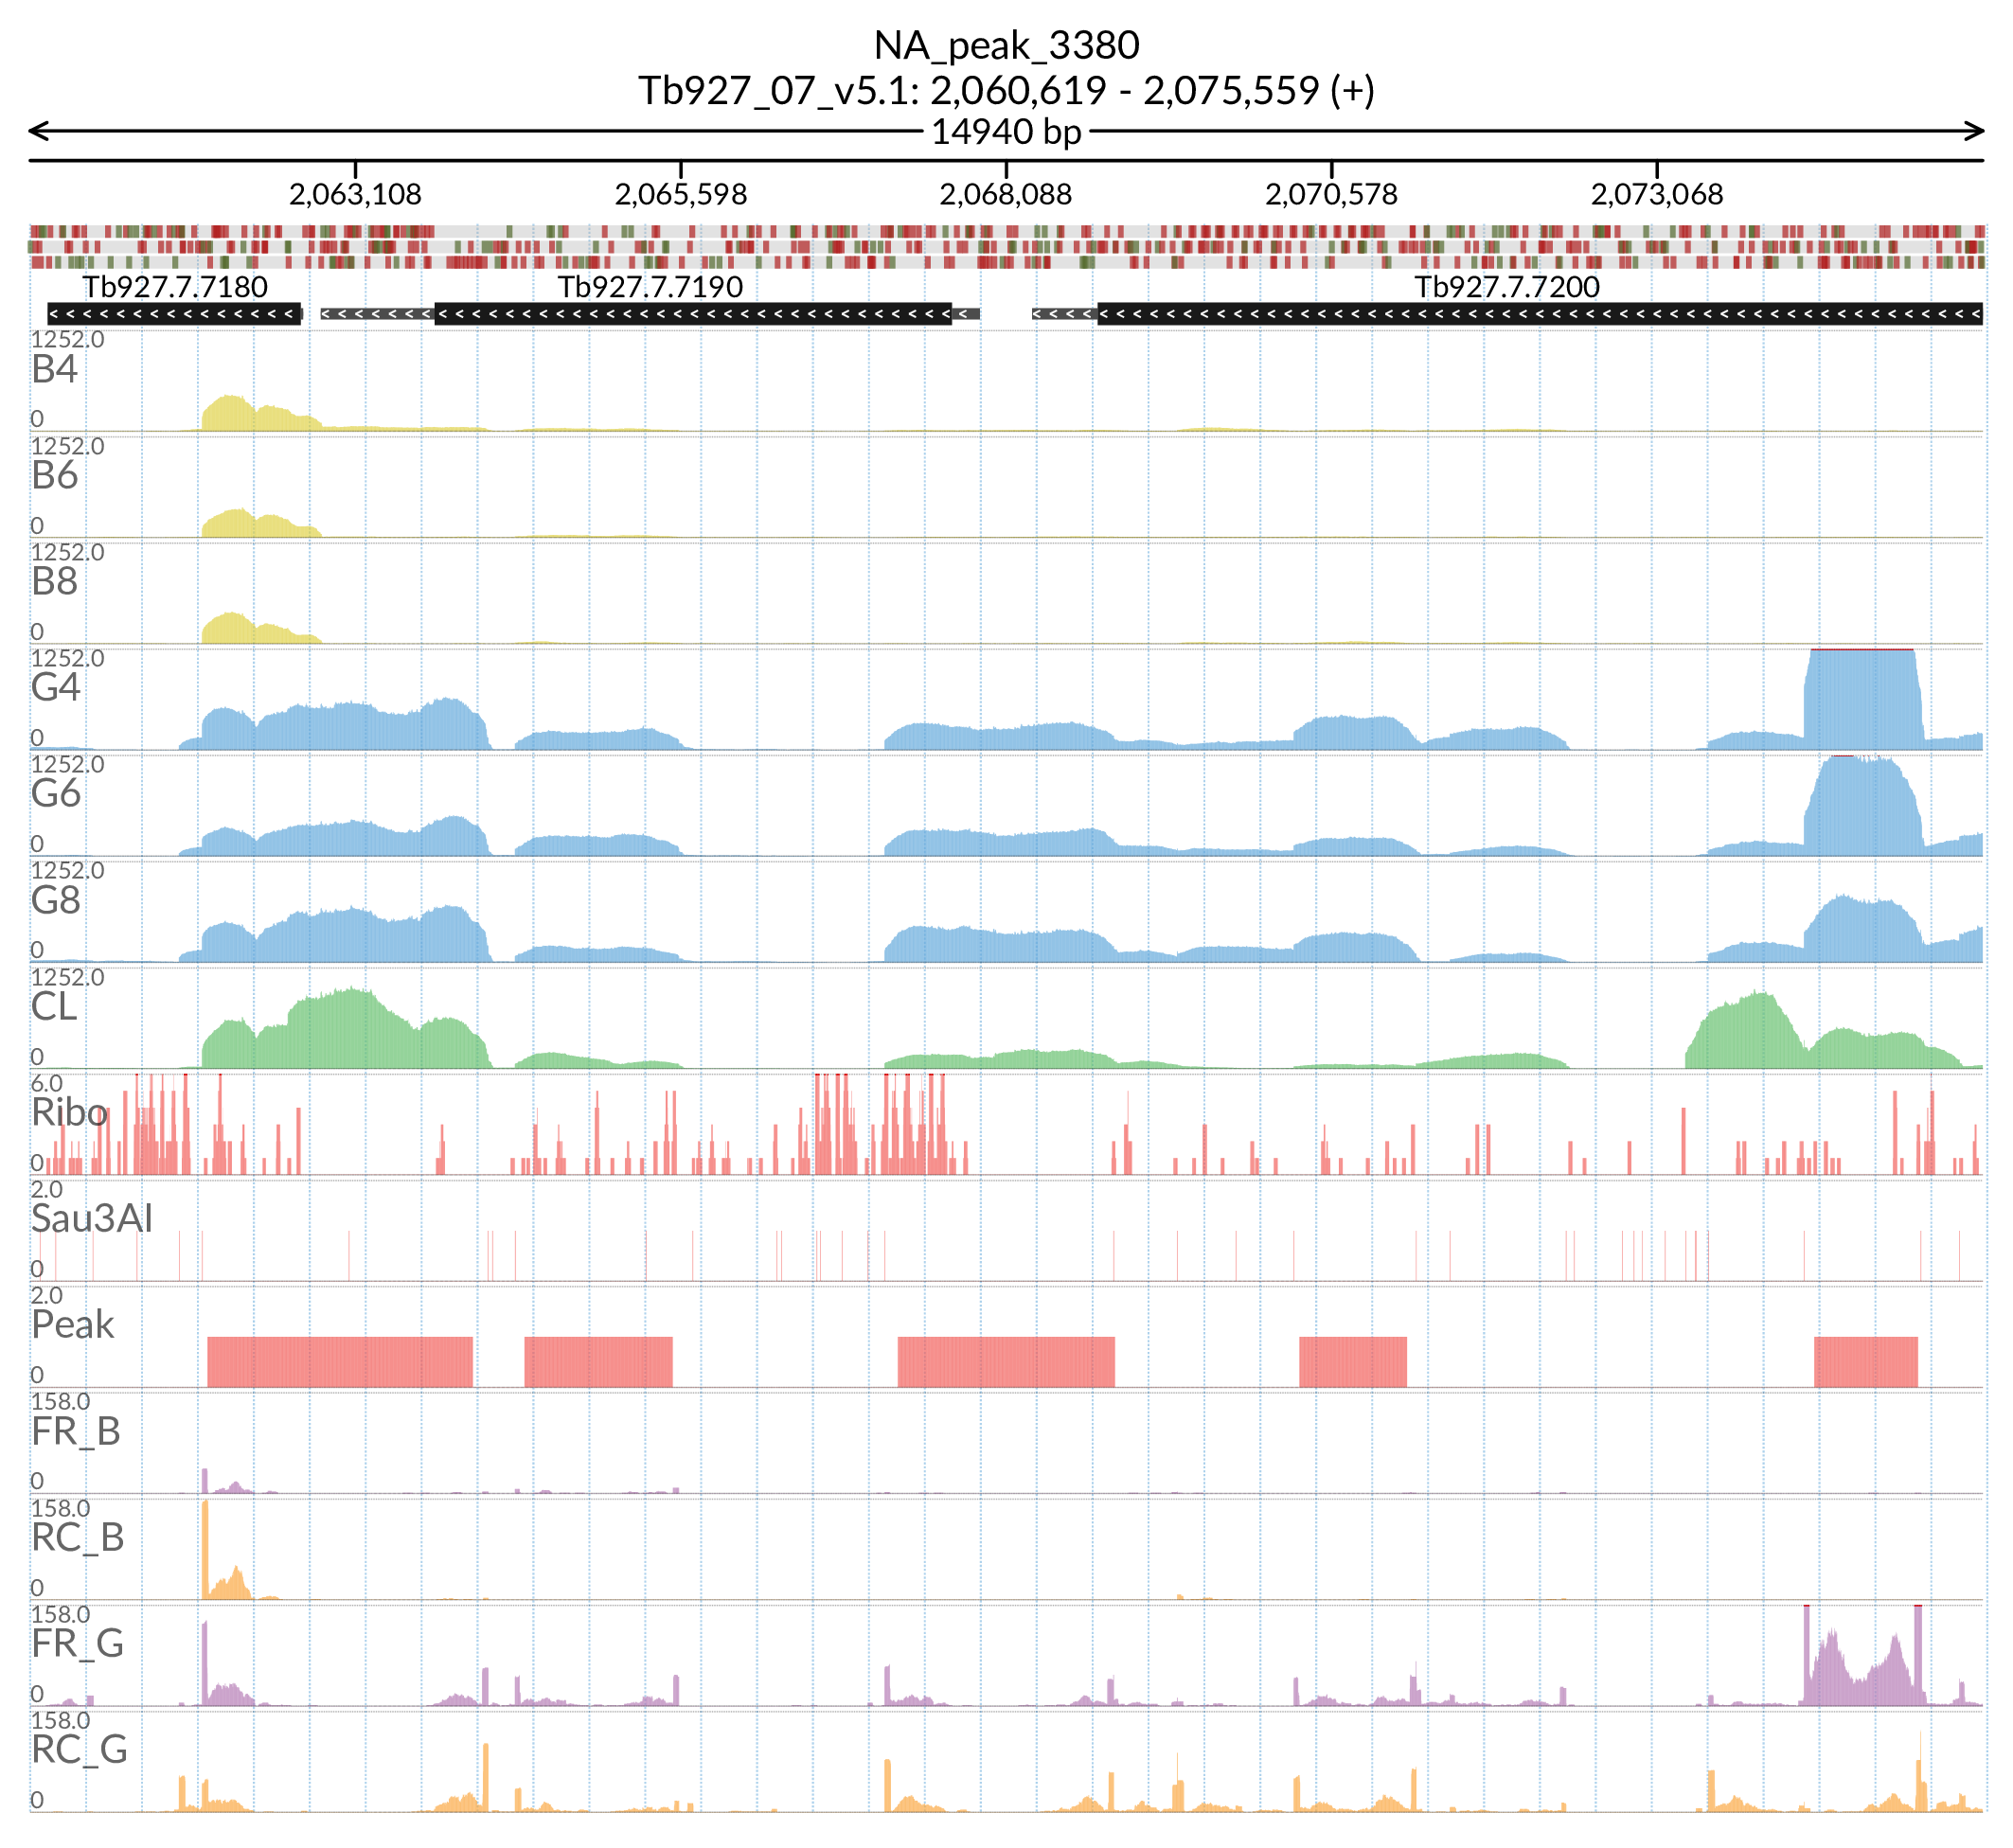 NA_peak_3380
Tb927_07_v5.1: 2,060,619 - 2,075,559 (+)
14940 bp
2,063,108 2,065,598 2,068,088 2,070,578 2,073,068
Tb927.7.7180 Tb927.7.7190 Tb927.7.7200
1252.0
B4
0
1252.0
B6
0
1252.0
B8
0
1252.0
G4
0
1252.0
G6
0
1252.0
G8
0
1252.0
CL
0
6.0
Ribo
0
2.0
Sau3AI
0
2.0
Peak
0
158.0
FR_B
0
158.0
RC_B
0
158.0
FR_G
0
158.0
RC_G
0